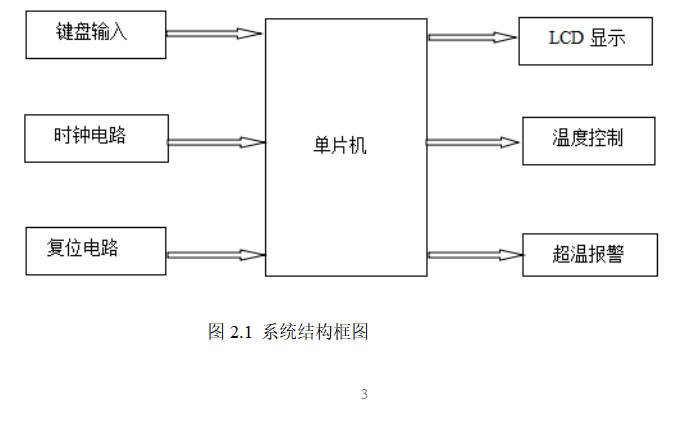 键盘输入
LCD 显示
时钟电路
单片机
温度控制
复位电路
超温报警
图 2.1 系统结构框图
3